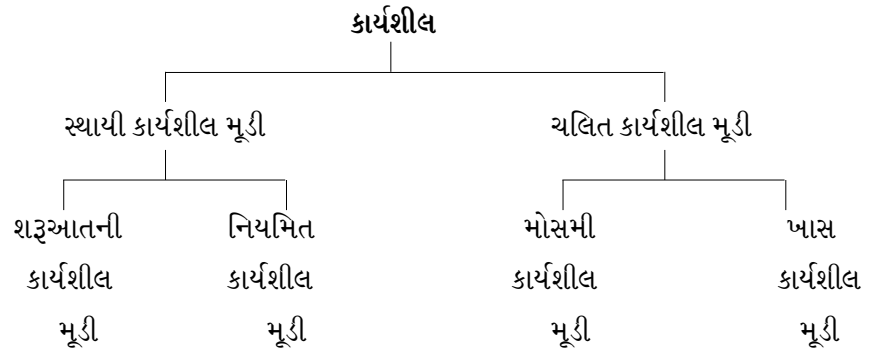 કાર્યશીલ
સ્થાયી કાર્યશીલ મૂડી ચલિત કાર્યશીલ મૂડી
શરૂઆતની નિયમિત મોસમી ખાસ
કાર્યશીલ કાર્યશીલ કાર્યશીલ કાર્યશીલ
મૂડી મૂડી મૂડી મૂડી